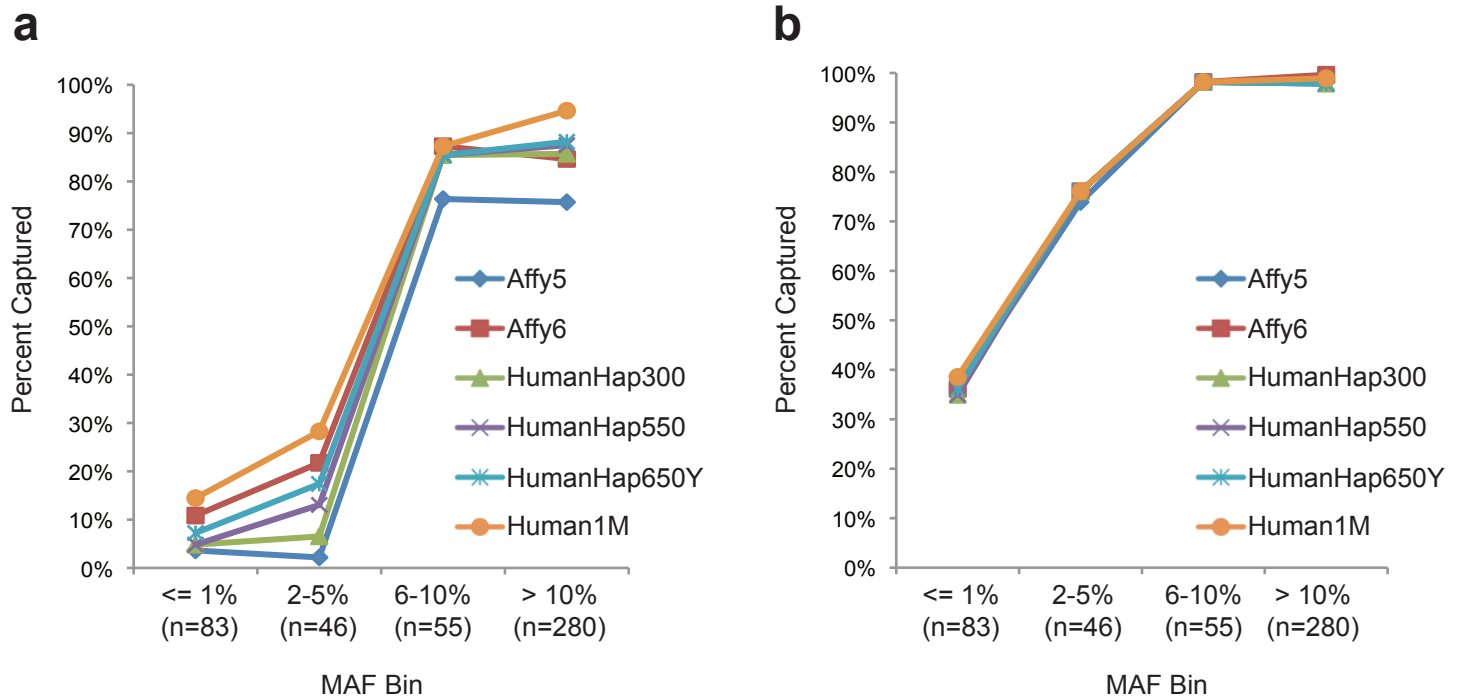 a
100%
90%
80%
70%
60%
50%
40%
30%
20%
10%
0%
Percent Captured
Affy5
Affy6
HumanHap300
HumanHap550
HumanHap650Y
Human1M
<= 1% 2-5% 6-10% > 10%
(n=83) (n=46) (n=55) (n=280)
MAF Bin
b
100%
90%
80%
70%
60%
50%
40%
30%
20%
10%
0%
Percent Captured
Affy5
Affy6
HumanHap300
HumanHap550
HumanHap650Y
Human1M
<= 1% 2-5% 6-10% > 10%
(n=83) (n=46) (n=55) (n=280)
MAF Bin